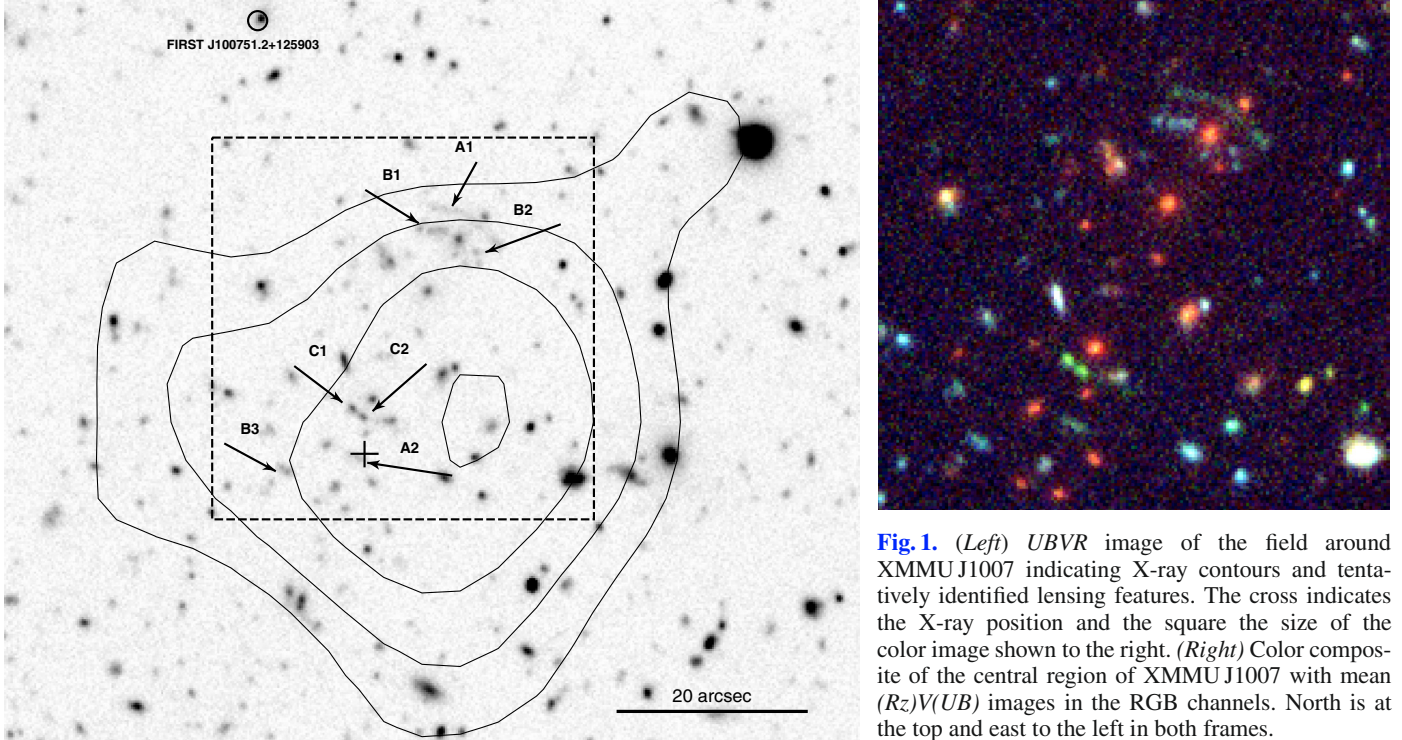 FIRST J100751.2+125903
A1
B1
B2
C1
C2
B3
A2
20 arcsec
Fig. 1. (Left) UBVR image of the field around
XMMU J1007 indicating X-ray contours and tenta-
tively identified lensing features. The cross indicates
the X-ray position and the square the size of the
color image shown to the right. (Right) Color compos-
ite of the central region of XMMU J1007 with mean
(Rz)V(UB) images in the RGB channels. North is at
the top and east to the left in both frames.